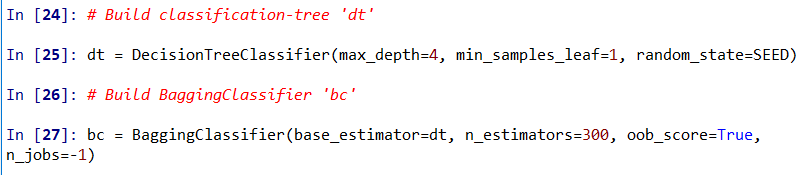 In [24]: # Build classification-tree 'dt'
In [25]: dt = DecisionTreeClassifier(max_depth=4, min_samples_leaf=1, random_state=SEED)
In [26]: # Build BaggingClassifier 'bc'
In [27]: bc = BaggingClassifier(base_estimator=dt, n_estimators=300, oob_score=True,
n_jobs=-1)